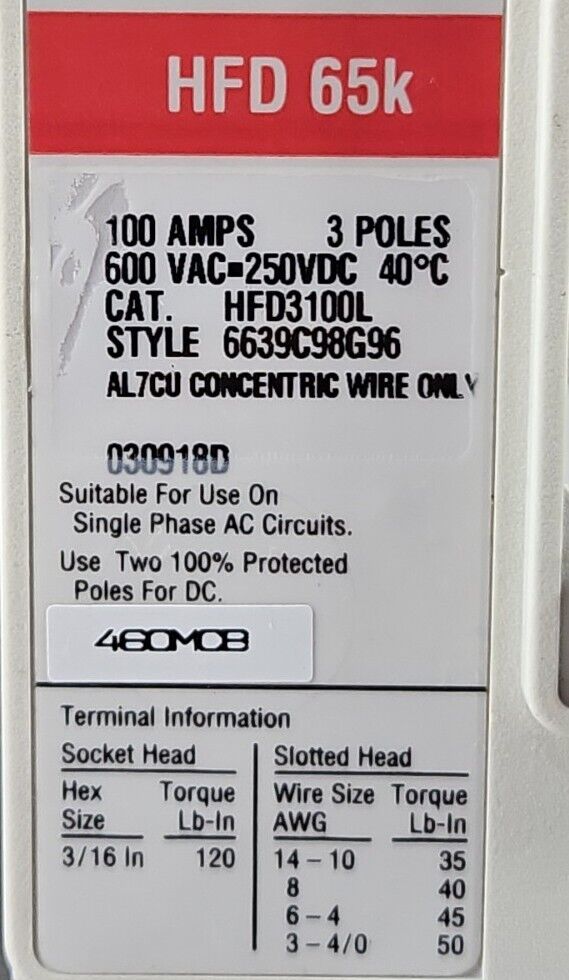 HFD 65k
100 AMPS 3 POLES
600 VAC=250VDC 40°C
CAT. HFD3100L
STYLE 6639C98G96
AL7CU CONCENTRIC WIRE ONLY
030918D
Suitable For Use On
Single Phase AC Circuits.
Use Two 100% Protected
Poles For DC.
460MCB
Terminal Information
Socket Head
Hex Torque
Size Lb-In
3/16 In 120
Slotted Head
Wire Size Torque
AWG Lb-In
14-10 35
8 40
6-4 45
3-4/0 50